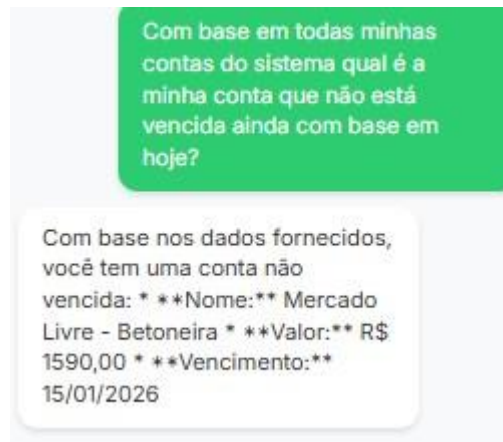 Com base em todas minhas
contas do sistema qual é a
minha conta que não está
vencida ainda com base em
hoje?
Com base nos dados fornecidos,
você tem uma conta não
vencida: * **Nome:** Mercado
Livre - Betoneira * **Valor:** R$
1590,00 * **Vencimento:**
15/01/2026